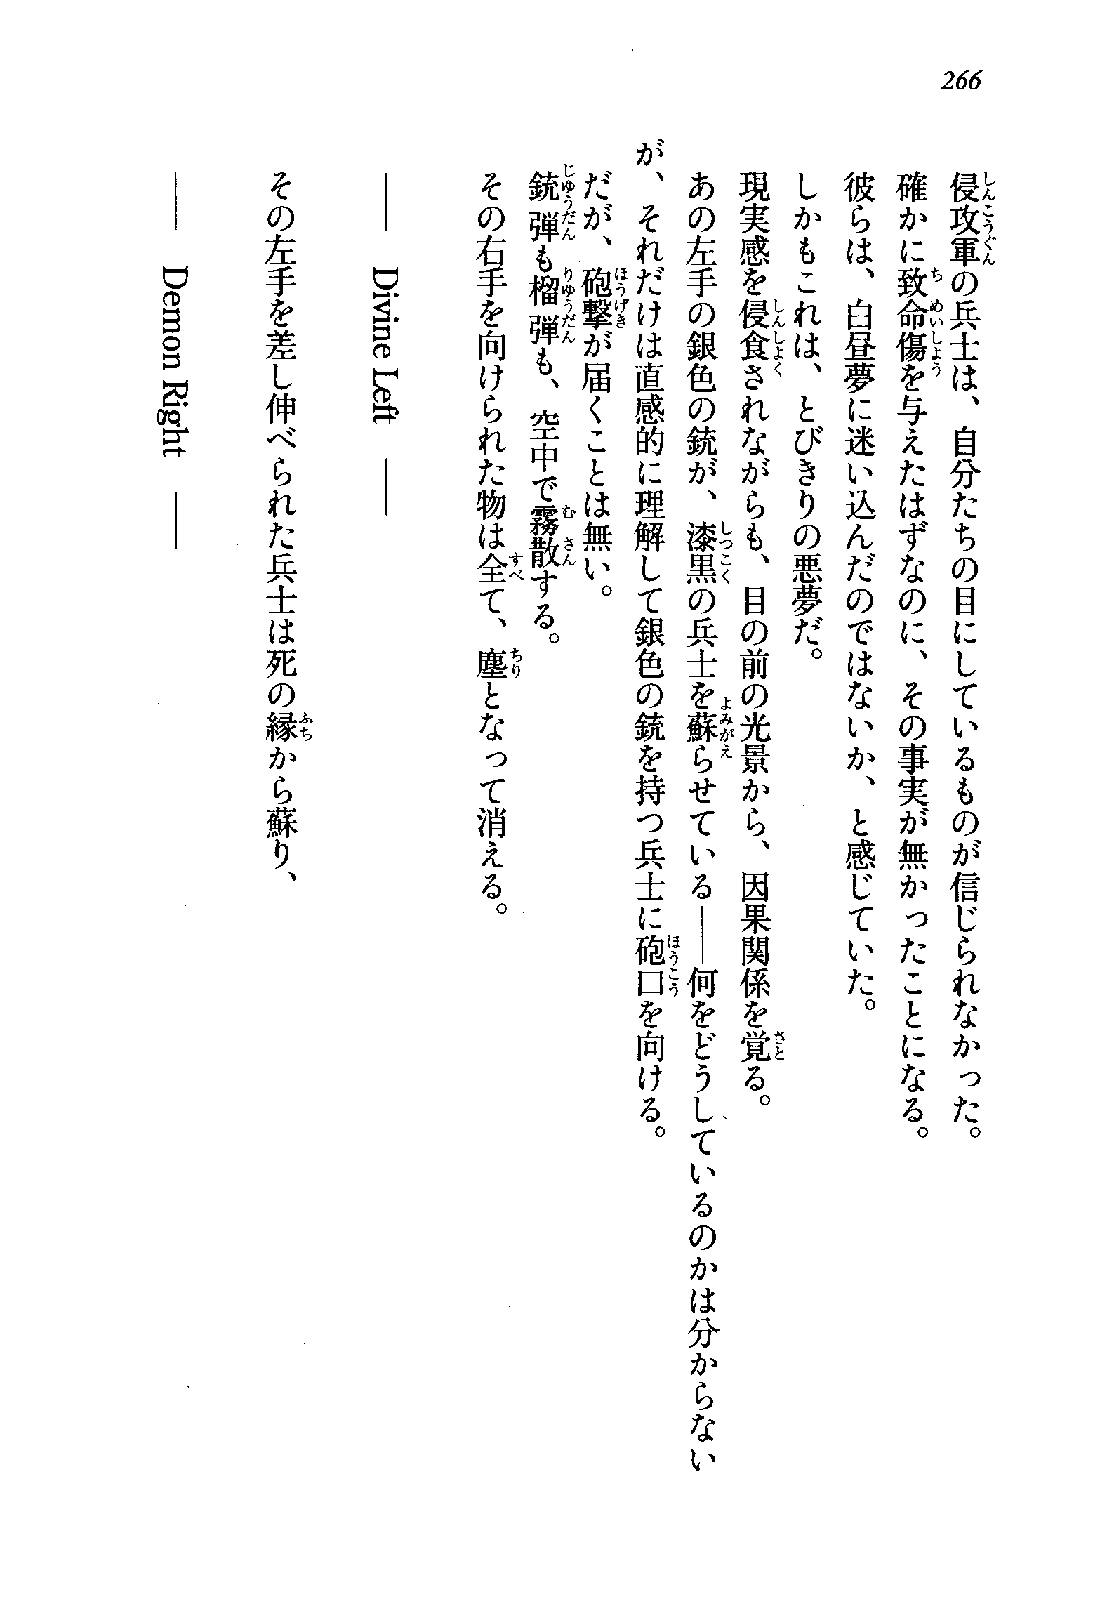 266
侵攻軍の兵士は、自分たちの目にしているものが信じられなかった。
確かに致命傷を与えたはずなのに、その事実が無かったことになる。
彼らは、白昼夢に迷い込んだのではないか、と感じていた。
しかもこれは、とびきりの悪夢だ。
現実感を侵食されながらも、目の前の光景から、因果関係を覚る。
あの左手の銀色の銃が、漆黒の兵士を蘇らせている――何をどうしているのかは分からない
が、それだけは直感的に理解して銀色の銃を持つ兵士に砲口を向ける。
だが、砲撃が届くことは無い。
銃弾も榴弾も、空中で霧散する。
その右手を向けられた物は全て、塵となって消える。
―― Divine Left ――
その左手を差し伸べられた兵士は死の縁から蘇り、
―― Demon Right ――